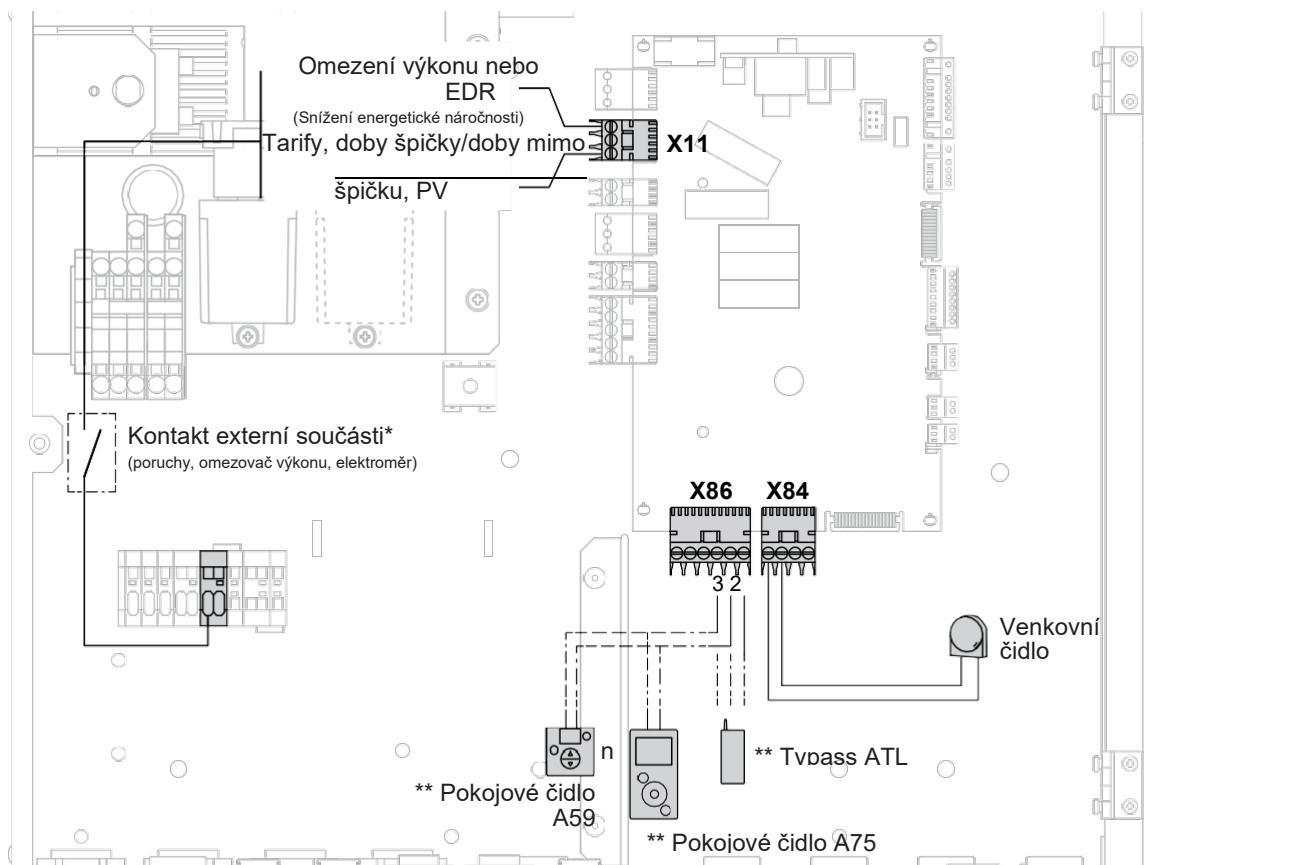 Omezení výkonu nebo
EDR
(Snížení energetické náročnosti)
Tarify, doby špičky/doby mimo
špičku, PV
X11
Kontakt externí součásti*
(poruchy, omezovač výkonu, elektroměr)
X86 X84
3 2
Venkovní
čidlo
n
** Pokojové čidlo
A59
** Typass ATL
** Pokojové čidlo A75